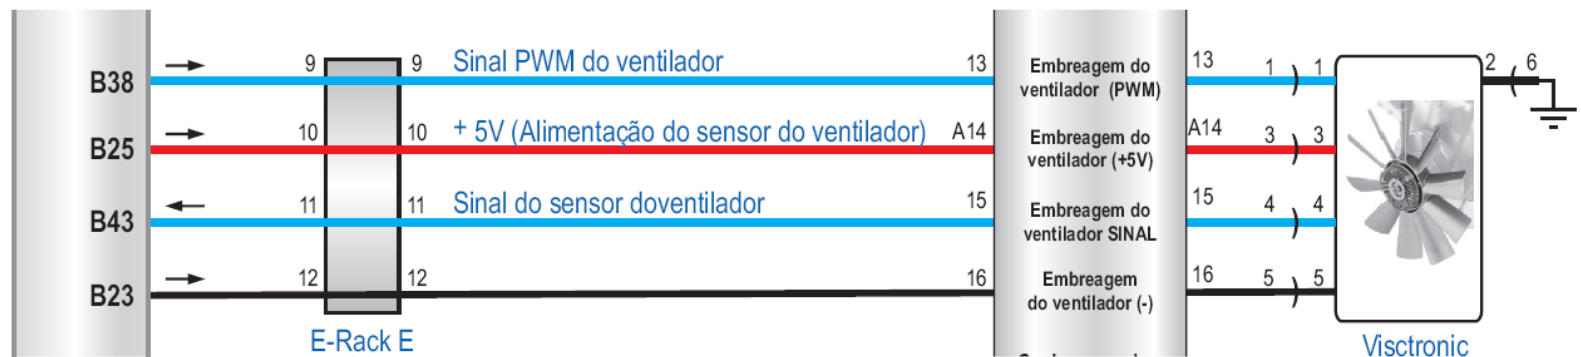 B38 9 9 Sinal PWM do ventilador 13 Embreagem do 13 1 1 2 6
ventilador (PWM)
B25 10 10 + 5V (Alimentação do sensor do ventilador) A14 Embreagem do A14 3 3
ventilador (+5V)
B43 11 11 Sinal do sensor doventilador 15 Embreagem do 15 4 4
ventilador SINAL
B23 12 12 16 Embreagem 16 5 5
do ventilador (-)
E-Rack E
Visctronic